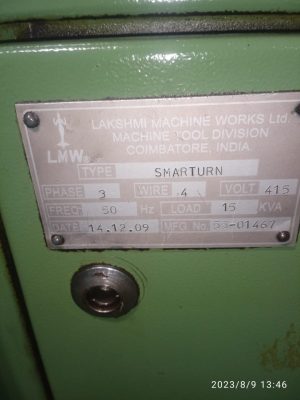 LAKSHMI MACHINE WORKS Ltd.
MACHINE TOOL DIVISION
COIMBATORE, INDIA
LMW
TYPE SMARTURN
PHASE 3 WIRE 4 VOLT 415
FREQ. 50 Hz LOAD 15 KVA
DATE 14.12.09 MFG No.
2023/8/9 13:46